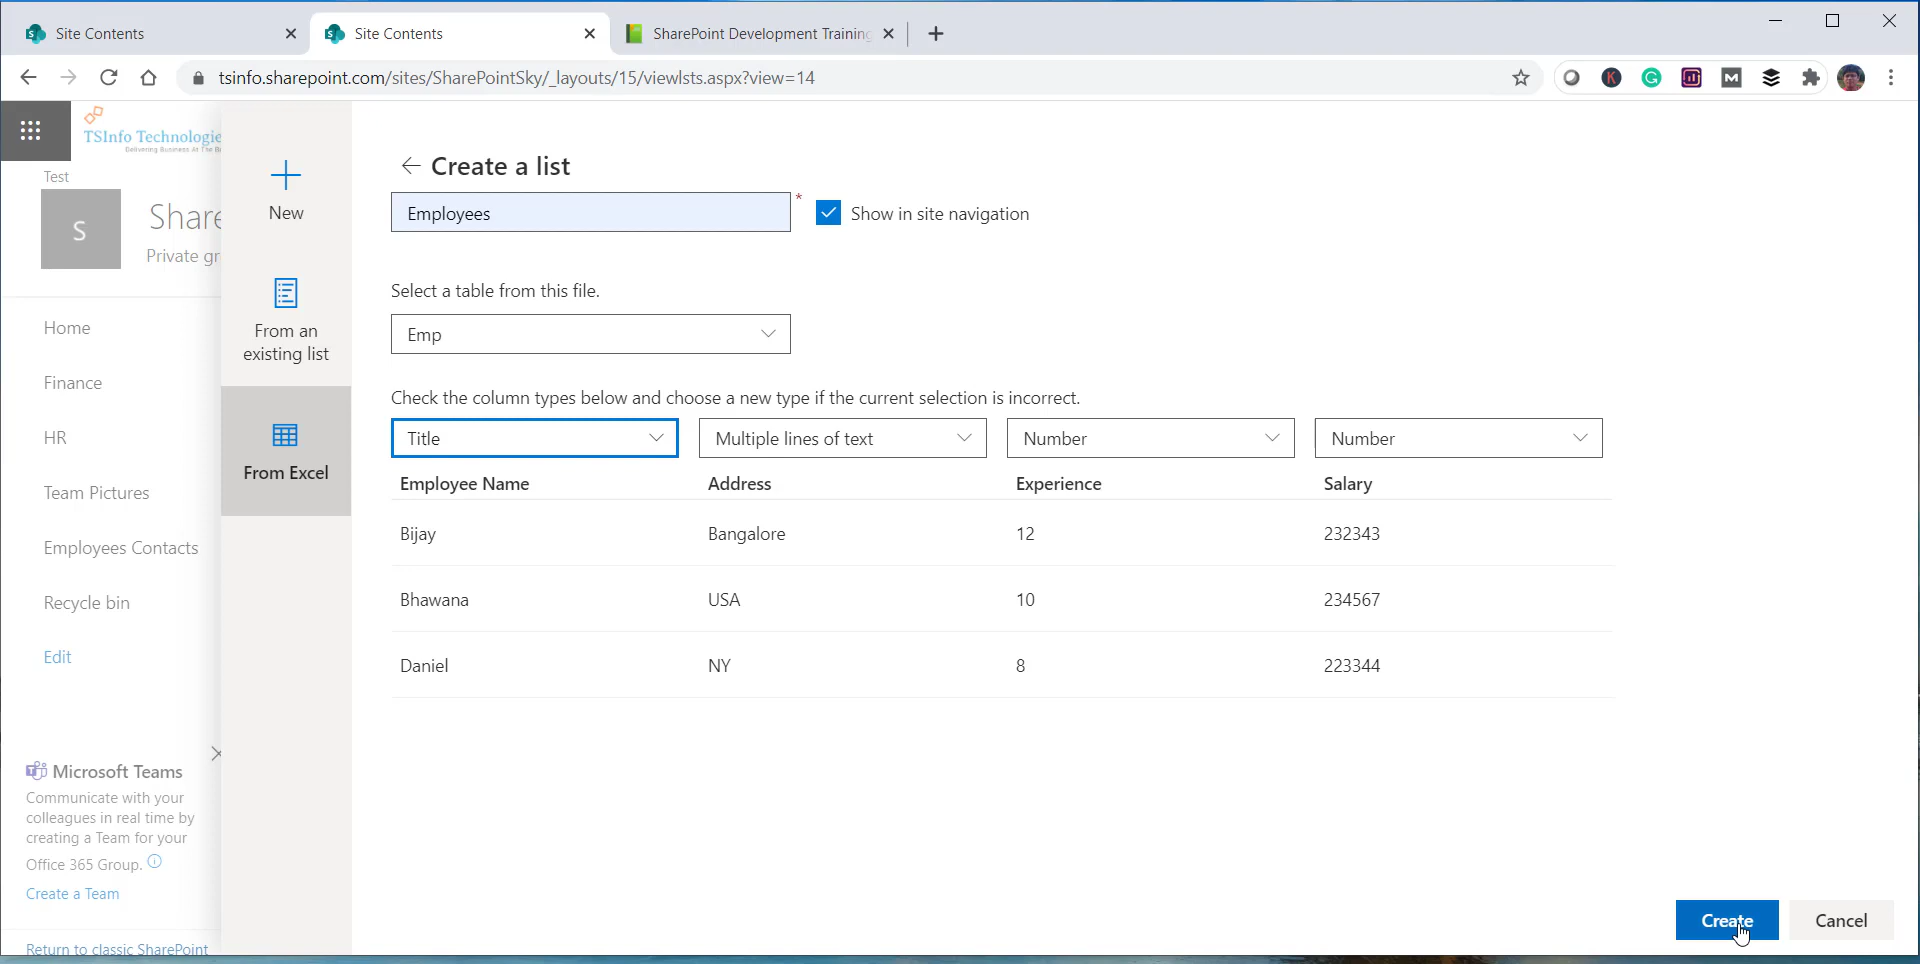 Site Contents
Site Contents
SharePoint Development Training
tsinfo.sharepoint.com/sites/SharePointSky/_layouts/15/viewlsts.aspx?view=14
TSInfo Technologie
Delivering Business At The B
Test
S
Share
Private gr
Home
Finance
HR
Team Pictures
Employees Contacts
Recycle bin
Edit
Microsoft Teams
Communicate with your
colleagues in real time by
creating a Team for your
Office 365 Group.
Create a Team
Return to classic SharePoint
New
From an
existing list
From Excel
Create a list
Employees
*
Show in site navigation
Select a table from this file.
Emp
Check the column types below and choose a new type if the current selection is incorrect.
Title Multiple lines of text Number Number
Employee Name Address Experience Salary
Bijay Bangalore 12 232343
Bhawana USA 10 234567
Daniel NY 8 223344
Create Cancel